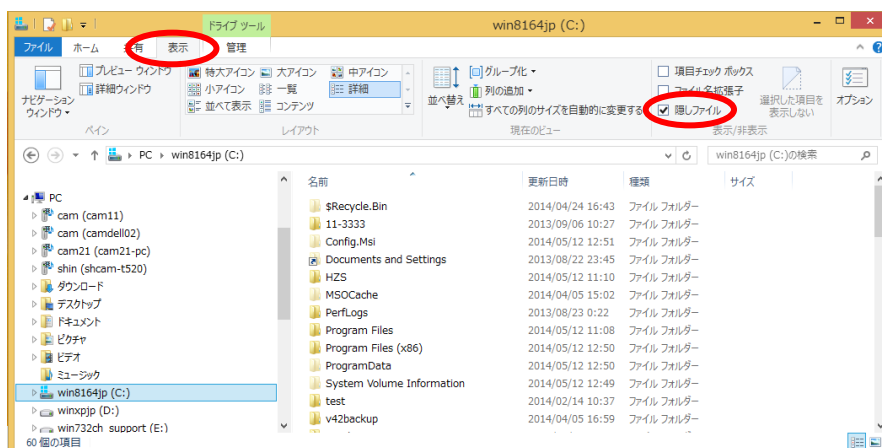 ドライブ ツール
win8164jp (C:)
ファイル ホーム 共有 表示 管理
ナビゲーション ウィンドウ
プレビュー ウィンドウ
詳細ウィンドウ
ペイン
特大アイコン 大アイコン 中アイコン
小アイコン 一覧 詳細
並べて表示 コンテンツ
レイアウト
並べ替え
グループ化
列の追加
すべての列のサイズを自動的に変更する
現在のビュー
項目チェック ボックス
ファイル名拡張子
隠しファイル
選択した項目を
表示しない
表示/非表示
オプション
PC win8164jp (C:)
win8164jp (C:)の検索
PC
cam (cam11)
cam (camdell02)
cam21 (cam21-pc)
shin (shcam-t520)
ダウンロード
デスクトップ
ドキュメント
ピクチャ
ビデオ
ミュージック
win8164jp (C:)
winxpjp (D:)
win732ch_support (E:)
名前 更新日時 種類 サイズ
$Recycle.Bin 2014/04/24 16:43 ファイル フォルダー
11-3333 2013/09/06 10:27 ファイル フォルダー
Config.Msi 2014/05/12 12:51 ファイル フォルダー
Documents and Settings 2013/08/22 23:45 ファイル フォルダー
HZS 2014/05/12 11:10 ファイル フォルダー
MSOCache 2014/04/05 15:02 ファイル フォルダー
PerfLogs 2013/08/23 0:22 ファイル フォルダー
Program Files 2014/05/12 11:08 ファイル フォルダー
Program Files (x86) 2014/05/12 12:50 ファイル フォルダー
ProgramData 2014/05/12 12:50 ファイル フォルダー
System Volume Information 2014/05/12 12:49 ファイル フォルダー
test 2014/02/14 10:37 ファイル フォルダー
v42backup 2014/04/05 16:59 ファイル フォルダー
60 個の項目